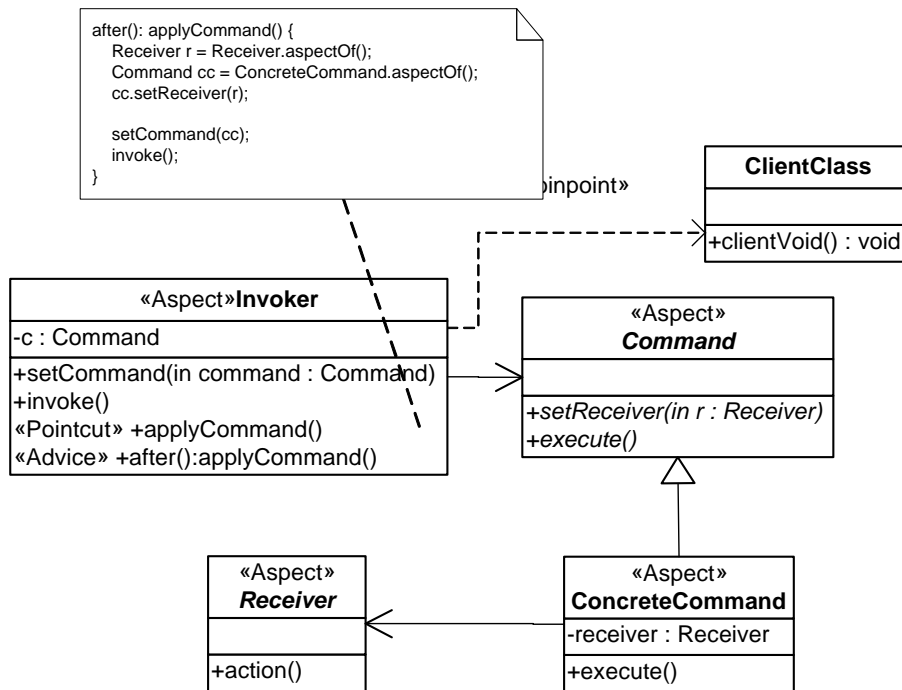 after(): applyCommand() {
Receiver r = Receiver.aspectOf();
Command cc = ConcreteCommand.aspectOf();
cc.setReceiver(r);
setCommand(cc);
invoke();
}
ClientClass
+clientVoid() : void
«Aspect»Invoker
-c : Command
+setCommand(in command : Command)
+invoke()
«Pointcut» +applyCommand()
«Advice» +after():applyCommand()
«Aspect»
Command
+setReceiver(in r : Receiver)
+execute()
«Aspect»
Receiver
+action()
«Aspect»
ConcreteCommand
-receiver : Receiver
+execute()